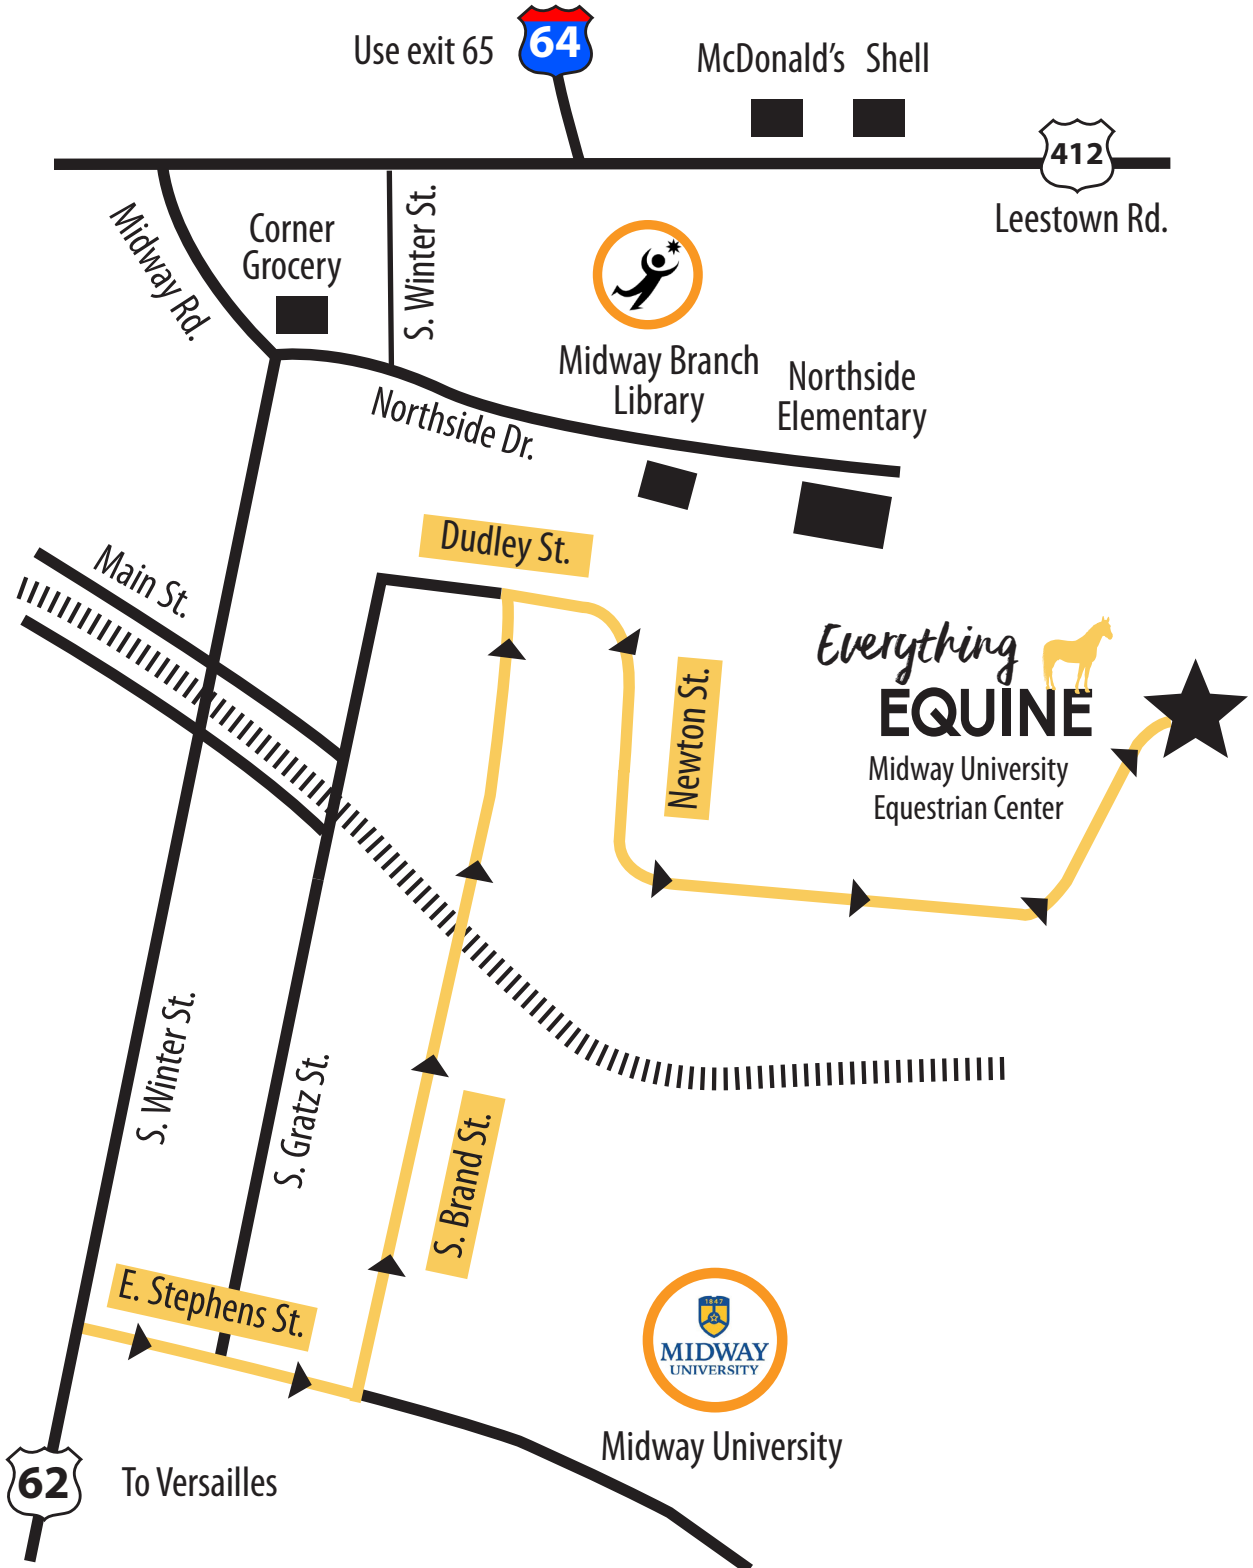 Use exit 65
64
McDonald's
Shell
412
Leestown Rd.
Midway Rd.
Corner
Grocery
S. Winter St.
Midway Branch
Library
Northside
Elementary
Northside Dr.
Dudley St.
Main St.
Everything
EQUINE
Midway University
Equestrian Center
Newton St.
S. Winter St.
S. Gratz St.
S. Brand St.
E. Stephens St.
1847
MIDWAY
UNIVERSITY
Midway University
62
To Versailles